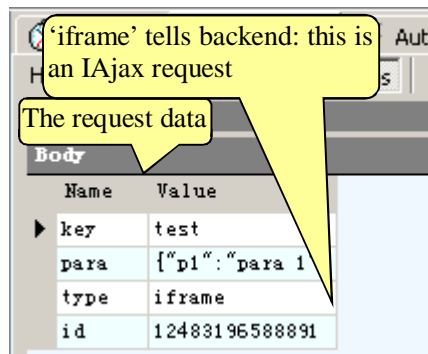 ‘iframe’ tells backend: this is
Aut
an IAjax request
H
s
The request data
Body
Name Value
key test
para {"p1":"para 1
type iframe
id 12483196588891